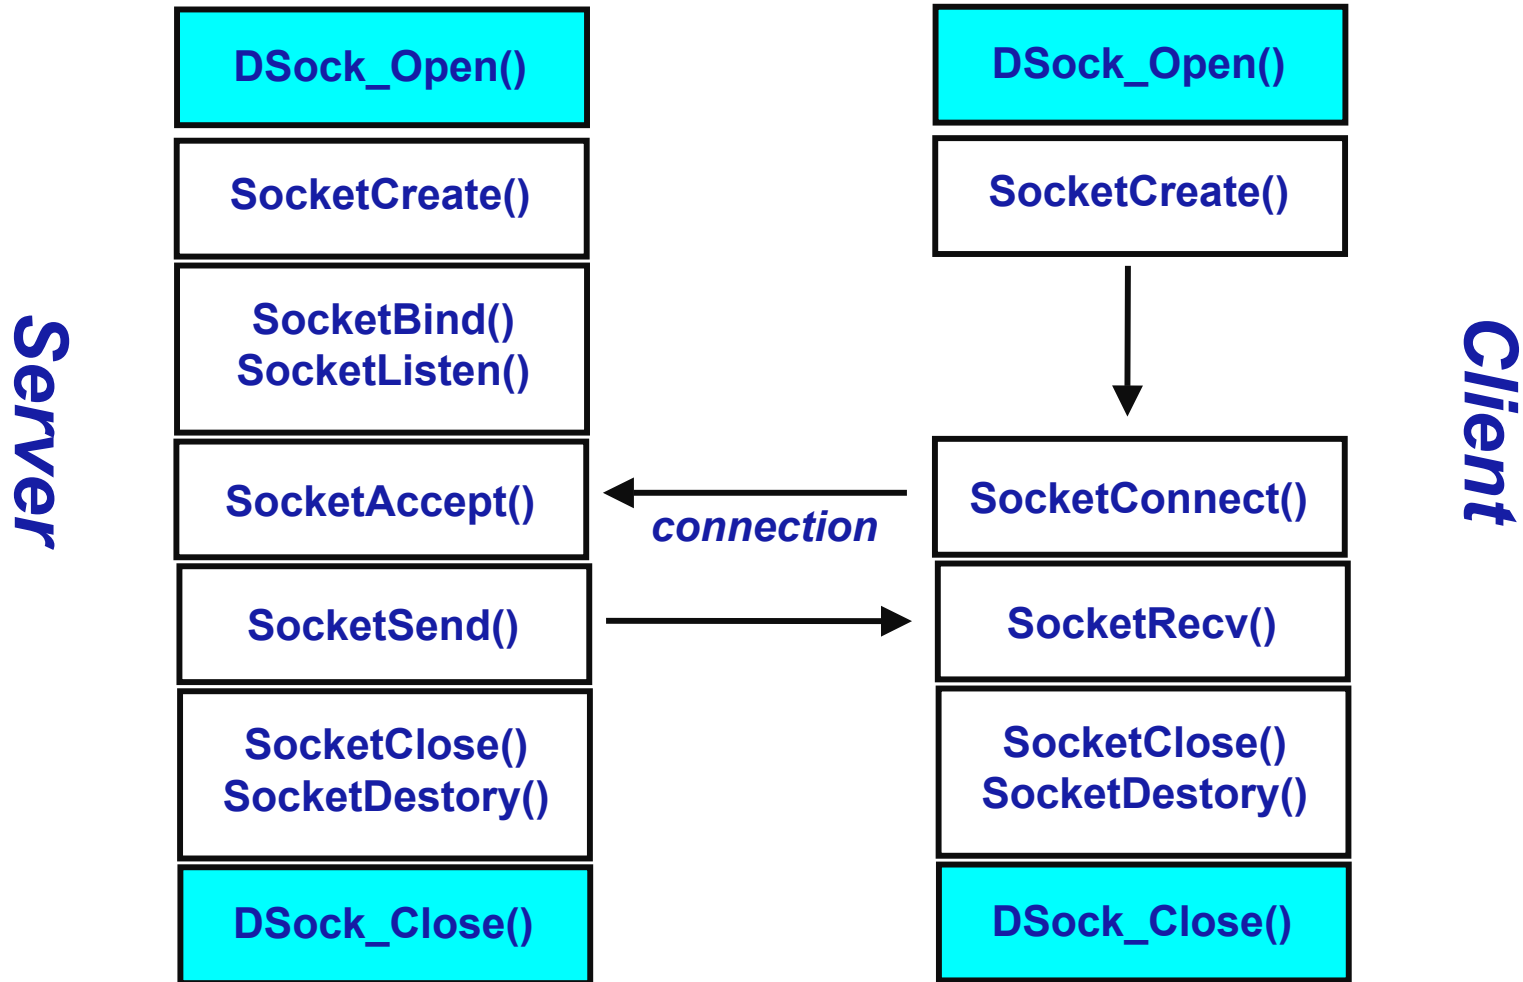 Server
DSock_Open()
SocketCreate()
SocketBind()
SocketListen()
SocketAccept()
SocketSend()
SocketClose()
SocketDestory()
DSock_Close()
connection
DSock_Open()
SocketCreate()
SocketConnect()
SocketRecv()
SocketClose()
SocketDestory()
DSock_Close()
Client